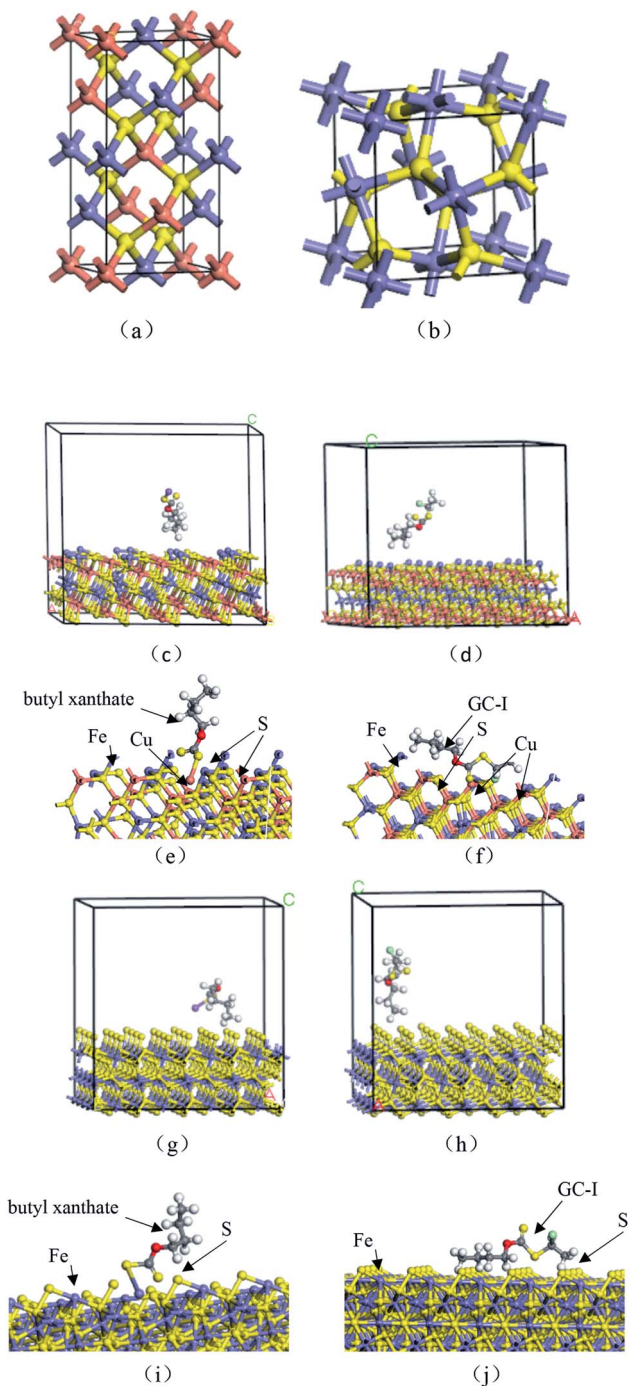 (a)
(b)
C
A
(c)
C
A
(d)
butyl xanthate
Fe
Cu
S
(e)
GC-I
Fe
S
Cu
(f)
C
A
(g)
C
A
(h)
butyl xanthate
Fe
S
(i)
GC-I
Fe
S
(j)